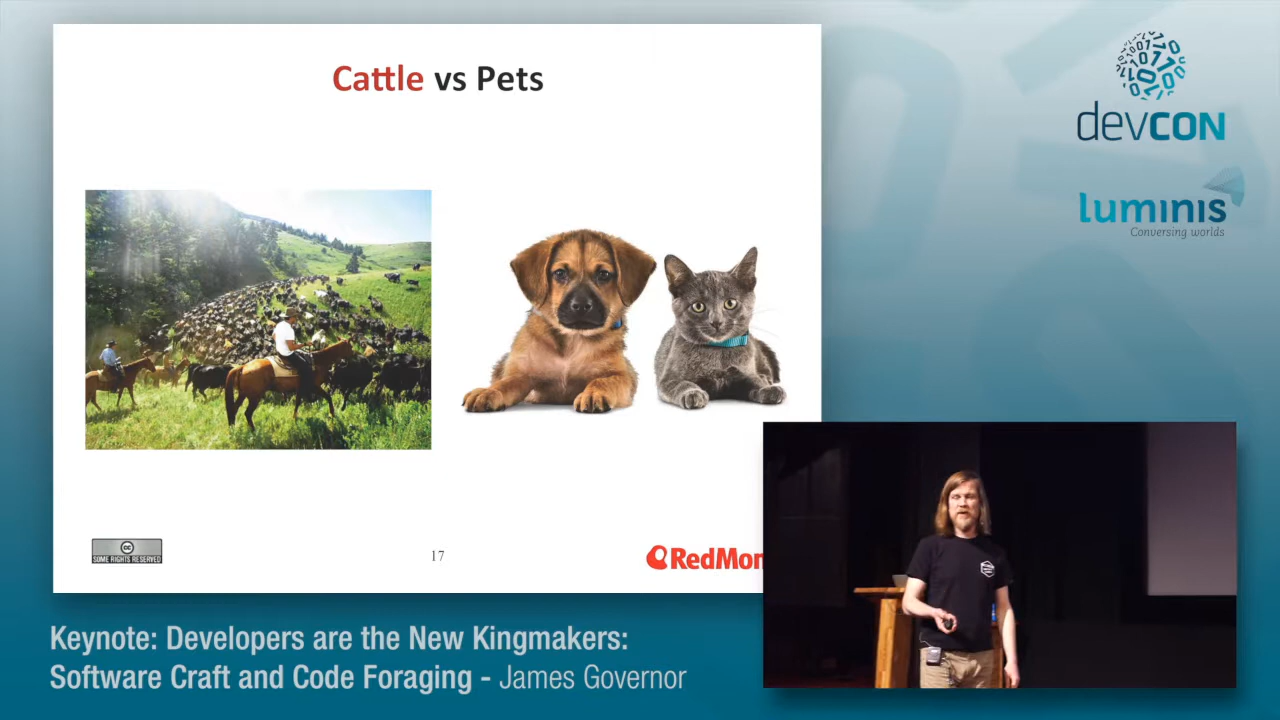 Cattle vs Pets
cc
SOME RIGHTS RESERVED
17
RedMon
devCON
luminis
Conversing worlds
Keynote: Developers are the New Kingmakers:
Software Craft and Code Foraging - James Governor